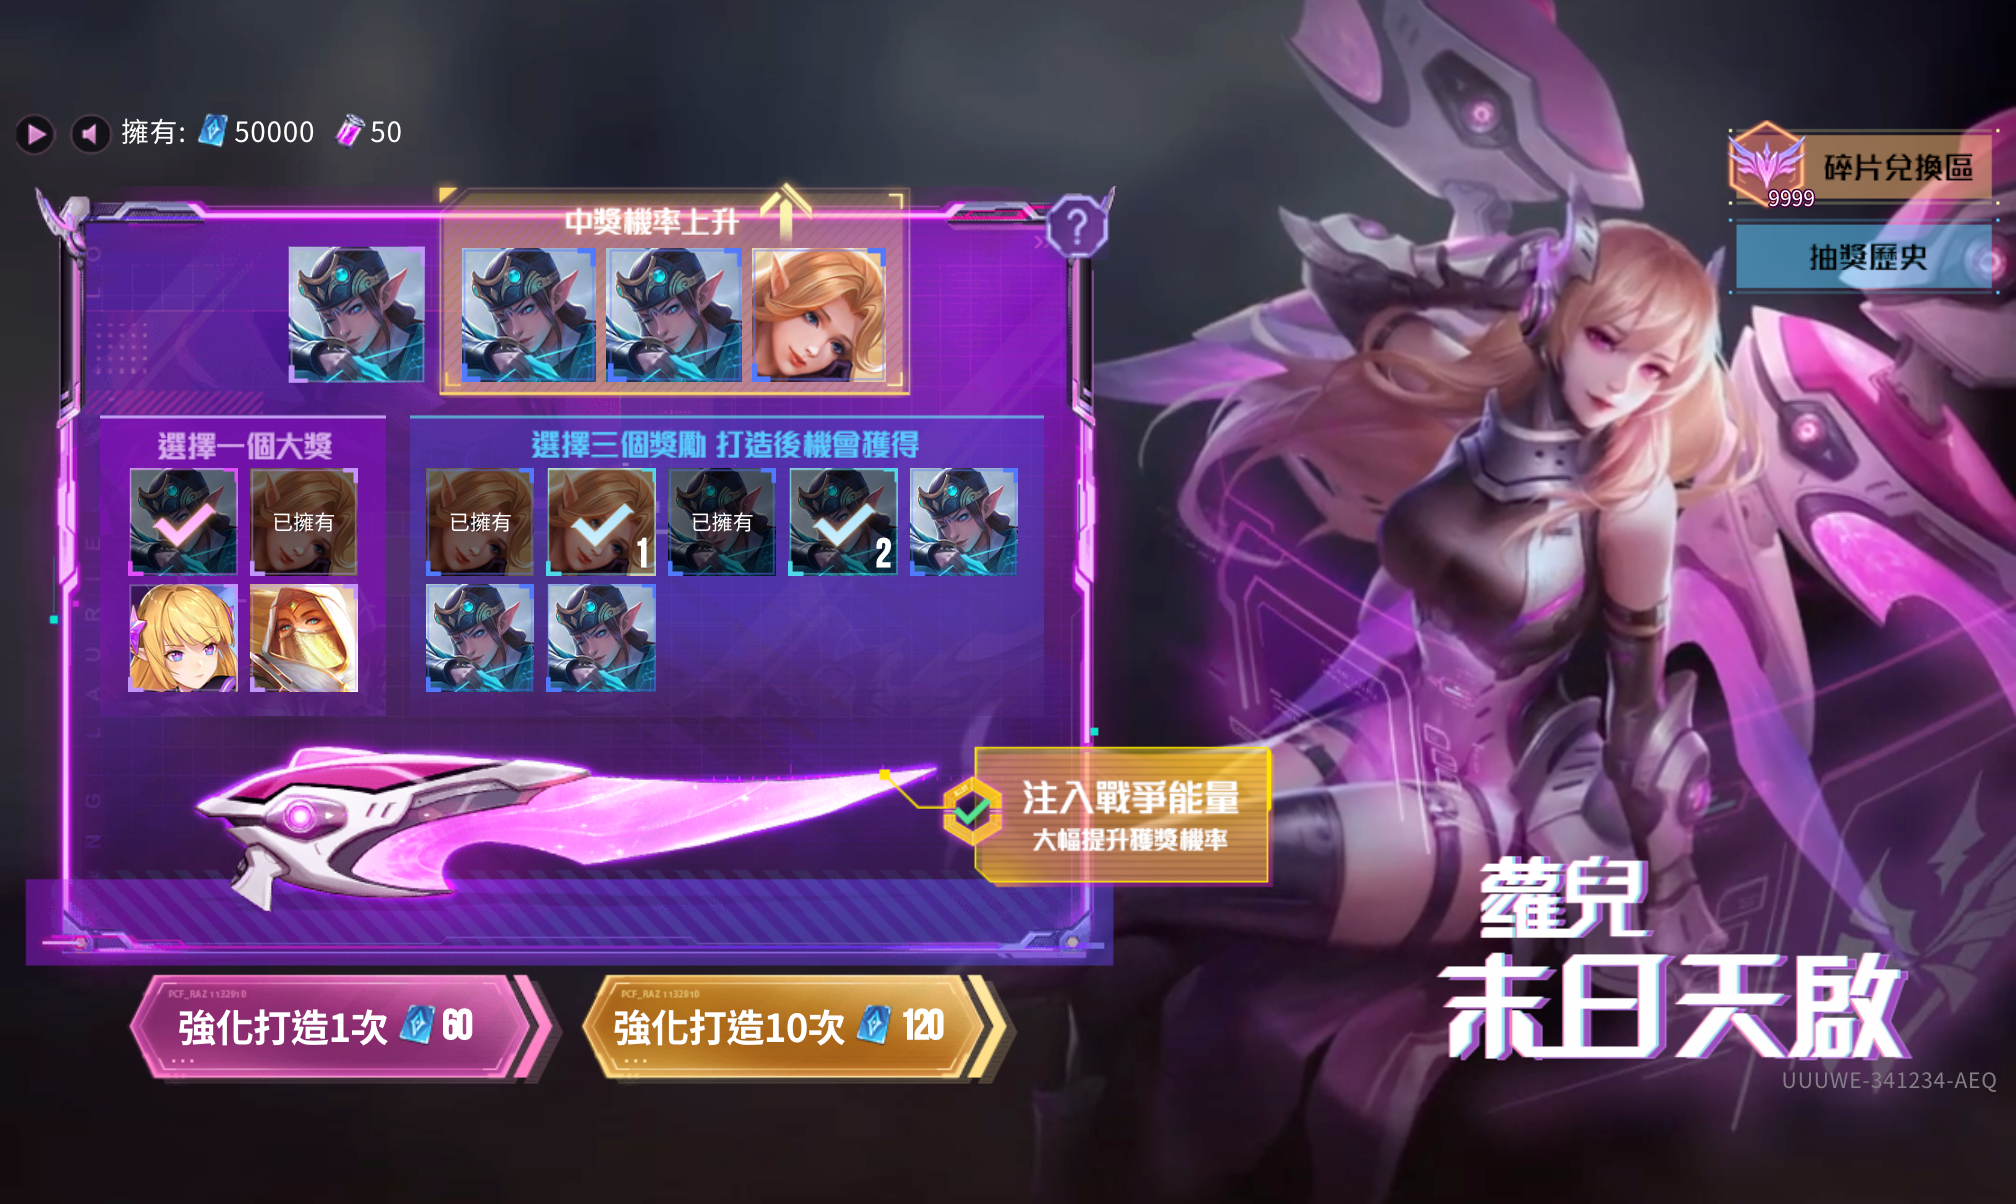 擁有: 50000 50
碎片兌換區
9999
抽獎歷史
中獎機率上升
?
選擇一個大獎
選擇三個獎勵 打造後機會獲得
已擁有
已擁有
1
已擁有
2
注入戰爭能量
大幅提升獲獎機率
蘿兒
末日天啟
UUUWE-341234-AEQ
PCF_RAZ 1132910
強化打造1次 60
PCF_RAZ 1132910
強化打造10次 120